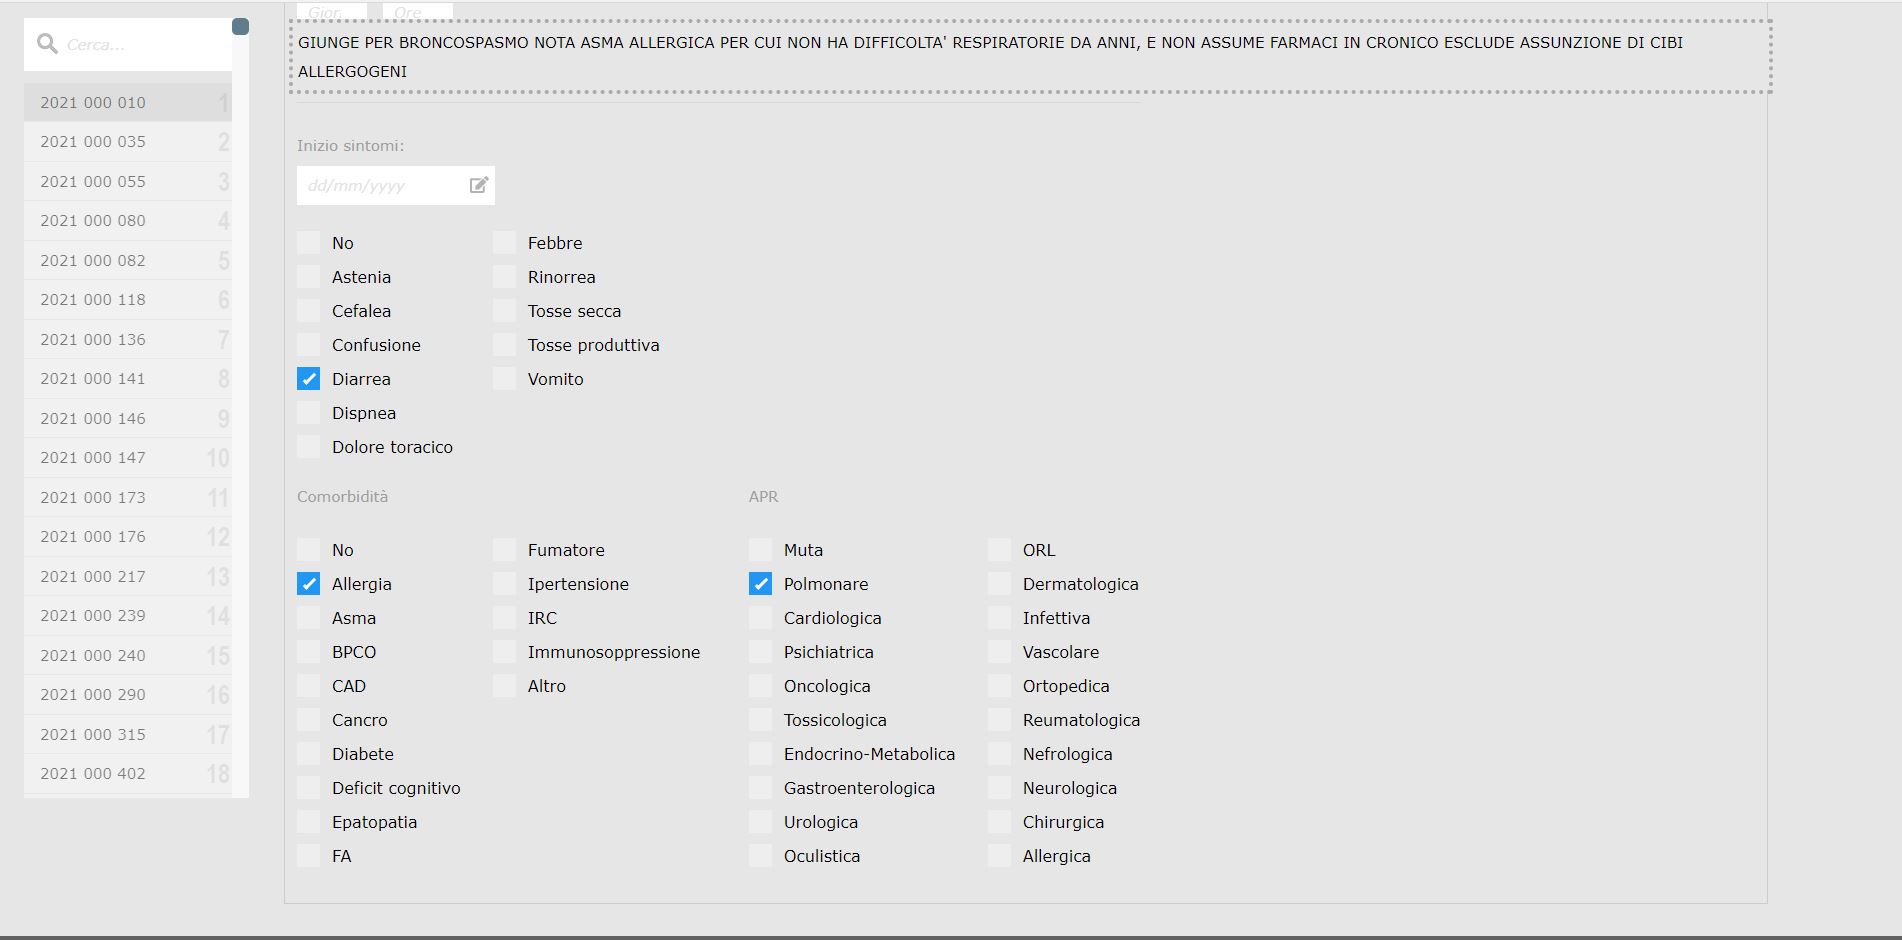 Ore
GIUNGE PER BRONCOSPASMO NOTA ASMA ALLERGICA PER CUI NON HA DIFFICOLTA' RESPIRATORIE DA ANNI, E NON ASSUME FARMACI IN CRONICO ESCLUDE ASSUNZIONE DI CIBI
ALLERGOGENI
Cerca...
2021 000 010 1
2021 000 035 2
2021 000 055 3
2021 000 080 4
2021 000 082 5
2021 000 118 6
2021 000 136 7
2021 000 141 8
2021 000 146 9
2021 000 147 10
2021 000 173 11
2021 000 176 12
2021 000 217 13
2021 000 239 14
2021 000 240 15
2021 000 290 16
2021 000 315 17
2021 000 402 18
Inizio sintomi:
dd/mm/yyyy
No
Astenia
Cefalea
Confusione
Diarrea
Dispnea
Dolore toracico
Febbre
Rinorrea
Tosse secca
Tosse produttiva
Vomito
Comorbidità
No
Allergia
Asma
BPCO
CAD
Cancro
Diabete
Deficit cognitivo
Epatopatia
FA
Fumatore
Ipertensione
IRC
Immunosoppressione
Altro
APR
Muta
Polmonare
Cardiologica
Psichiatrica
Oncologica
Tossicologica
Endocrino-Metabolica
Gastroenterologica
Urologica
Oculistica
ORL
Dermatologica
Infettiva
Vascolare
Ortopedica
Reumatologica
Nefrologica
Neurologica
Chirurgica
Allergica